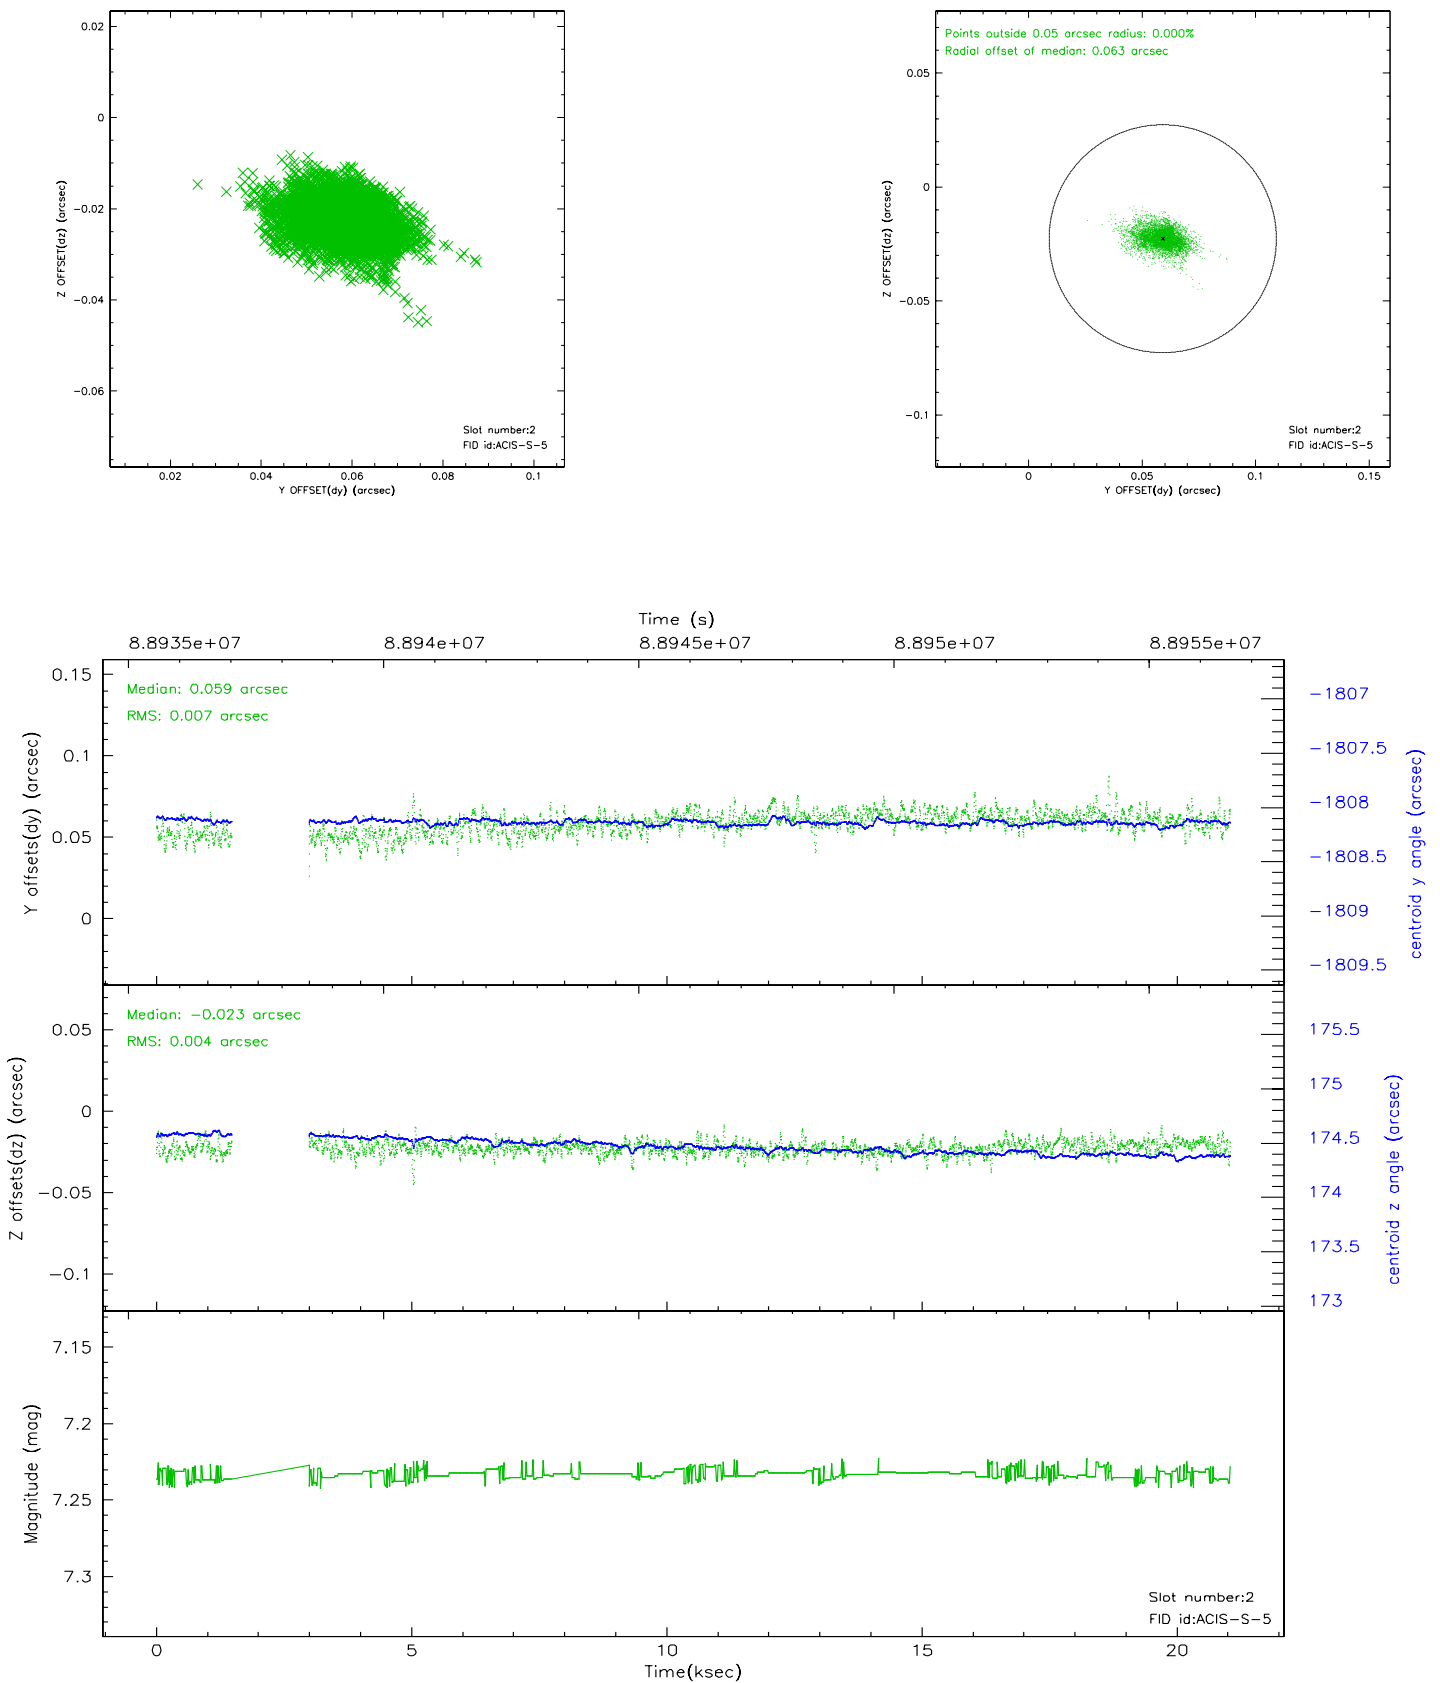 0.02
0
−0.02
−0.04
−0.06
Z OFFSET(dz) (arcsec)
Slot number:2
FID id:ACIS−S−5
0.02
0.04
0.06
0.08
0.1
Y OFFSET(dy) (arcsec)
Points outside 0.05 arcsec radius: 0.000%
Radial offset of median: 0.063 arcsec
0.05
0
−0.05
−0.1
Z OFFSET(dz) (arcsec)
Slot number:2
FID id:ACIS−S−5
0
0.05
0.1
0.15
Y OFFSET(dy) (arcsec)
Time (s)
8.8935e+07
8.894e+07
8.8945e+07
8.895e+07
8.8955e+07
Median: 0.059 arcsec
RMS: 0.007 arcsec
0.15
0.1
0.05
0
Y offsets(dy) (arcsec)
−1807
−1807.5
−1808
−1808.5
−1809
−1809.5
centroid y angle (arcsec)
Median: −0.023 arcsec
RMS: 0.004 arcsec
0.05
0
−0.05
−0.1
Z offsets(dz) (arcsec)
175.5
175
174.5
174
173.5
173
centroid z angle (arcsec)
7.15
7.2
7.25
7.3
Magnitude (mag)
Slot number:2
FID id:ACIS−S−5
0
5
10
15
20
Time(ksec)